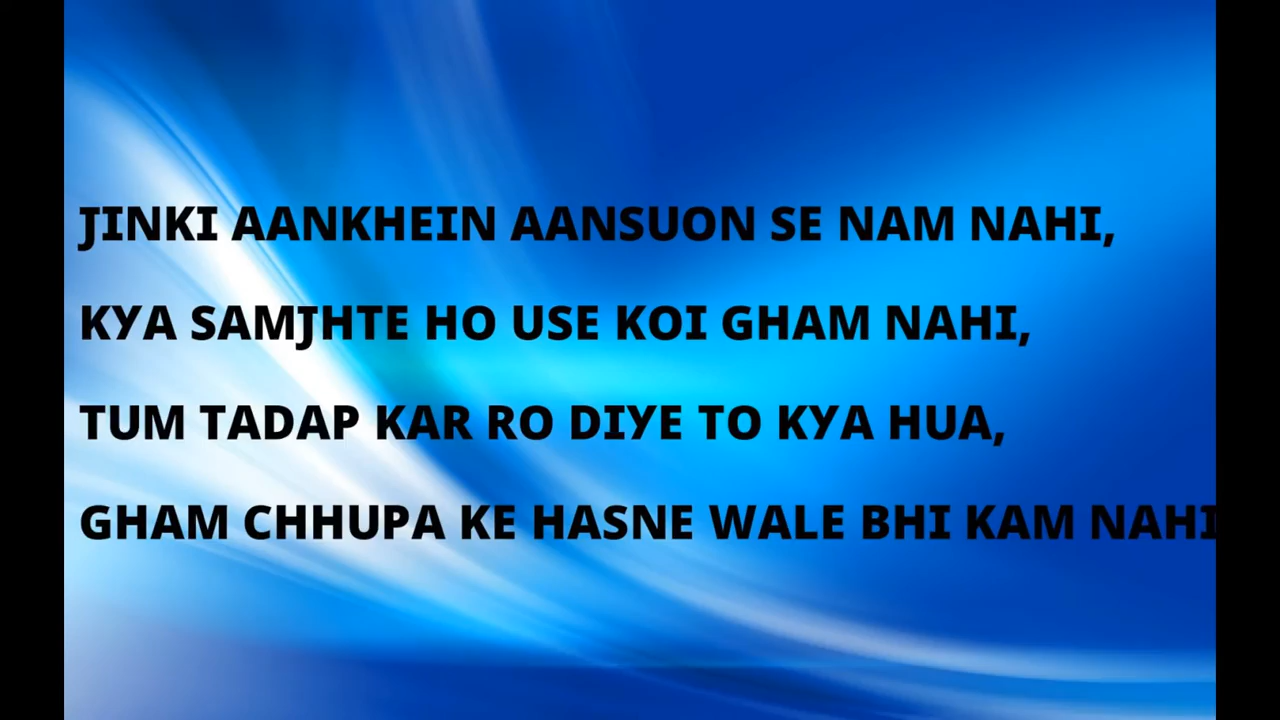 JINKI AANKHEIN AANSUON SE NAM NAHI,
KYA SAMJHTE HO USE KOI GHAM NAHI,
TUM TADAP KAR RO DIYE TO KYA HUA,
GHAM CHHUPA KE HASNE WALE BHI KAM NAHI